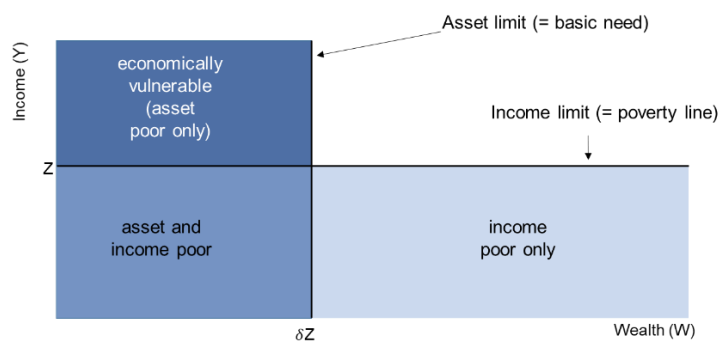 Income (Y)
Asset limit (= basic need)
economically
vulnerable
(asset
poor only)
Income limit (= poverty line)
Z
asset and
income poor
income
poor only
δZ
Wealth (W)